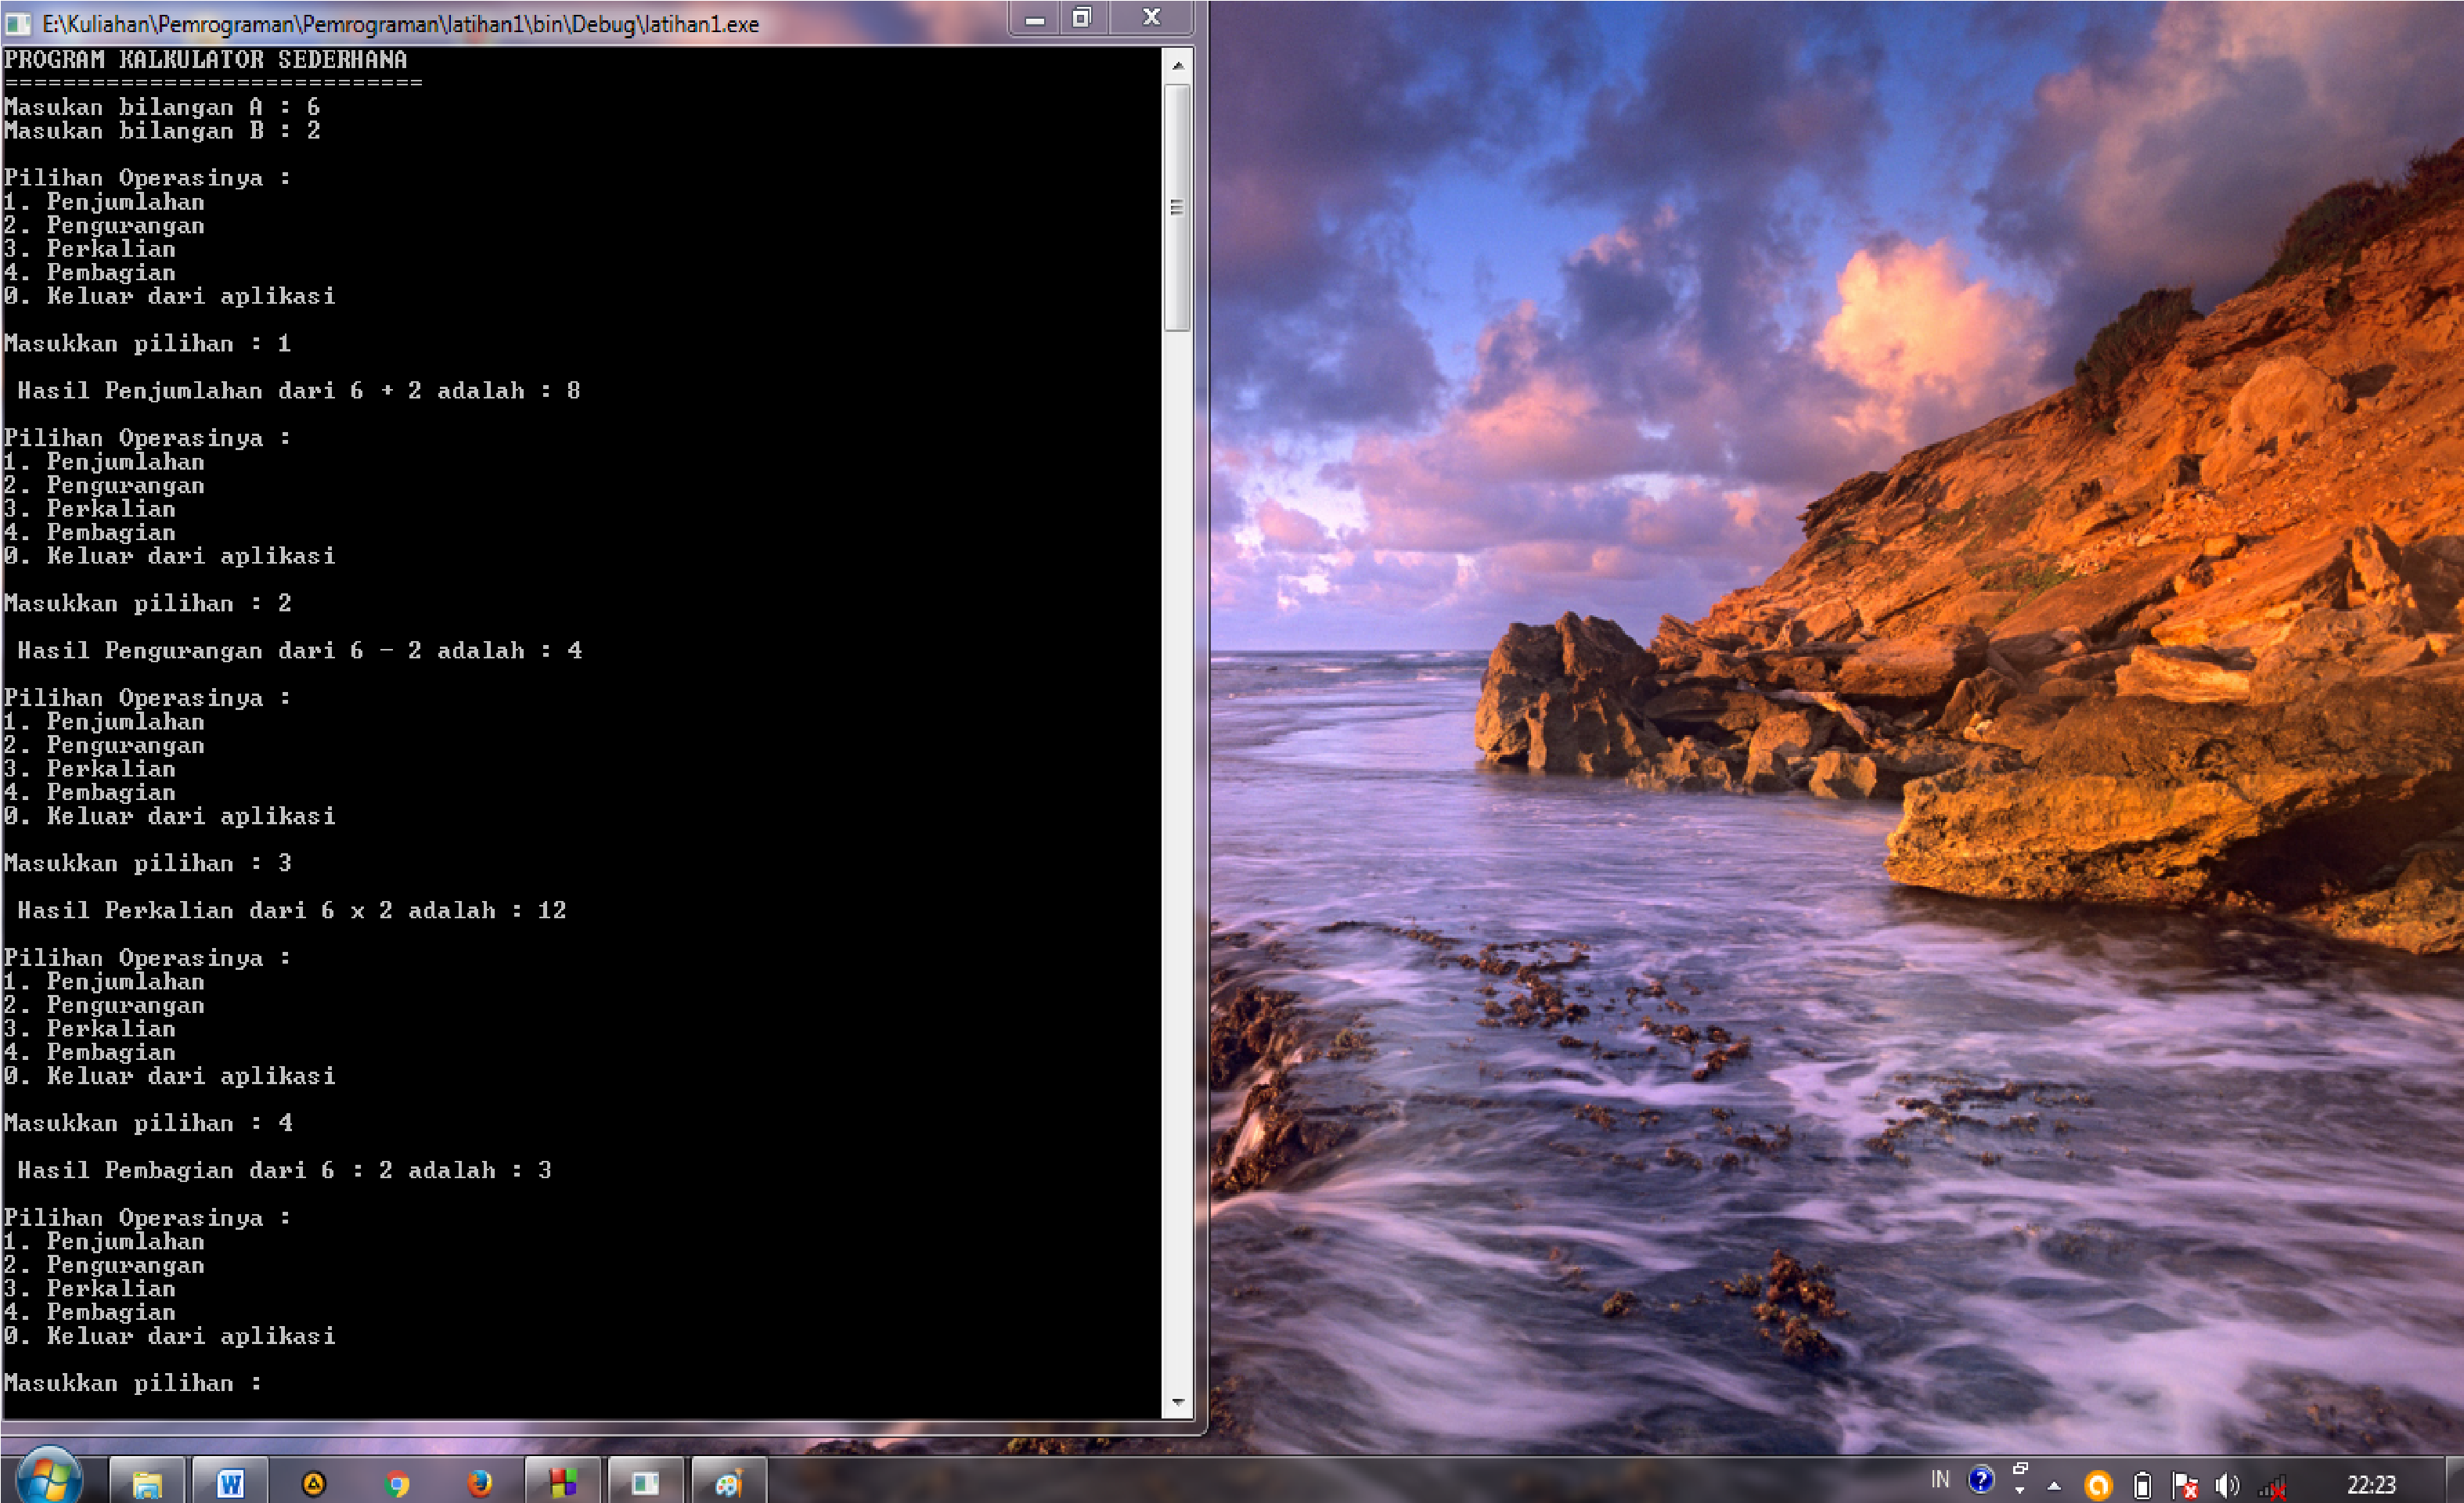 E:\Kuliahan\Pemrograman\Pemrograman\latihan1\bin\Debug\latihan1.exe
PROGRAM KALKULATOR SEDERHANA
=============================
Masukan bilangan A : 6
Masukan bilangan B : 2
Pilihan Operasinya :
1. Penjumlahan
2. Pengurangan
3. Perkalian
4. Pembagian
0. Keluar dari aplikasi
Masukkan pilihan : 1
Hasil Penjumlahan dari 6 + 2 adalah : 8
Pilihan Operasinya :
1. Penjumlahan
2. Pengurangan
3. Perkalian
4. Pembagian
0. Keluar dari aplikasi
Masukkan pilihan : 2
Hasil Pengurangan dari 6 - 2 adalah : 4
Pilihan Operasinya :
1. Penjumlahan
2. Pengurangan
3. Perkalian
4. Pembagian
0. Keluar dari aplikasi
Masukkan pilihan : 3
Hasil Perkalian dari 6 x 2 adalah : 12
Pilihan Operasinya :
1. Penjumlahan
2. Pengurangan
3. Perkalian
4. Pembagian
0. Keluar dari aplikasi
Masukkan pilihan : 4
Hasil Pembagian dari 6 : 2 adalah : 3
Pilihan Operasinya :
1. Penjumlahan
2. Pengurangan
3. Perkalian
4. Pembagian
0. Keluar dari aplikasi
Masukkan pilihan :
IN 22:23